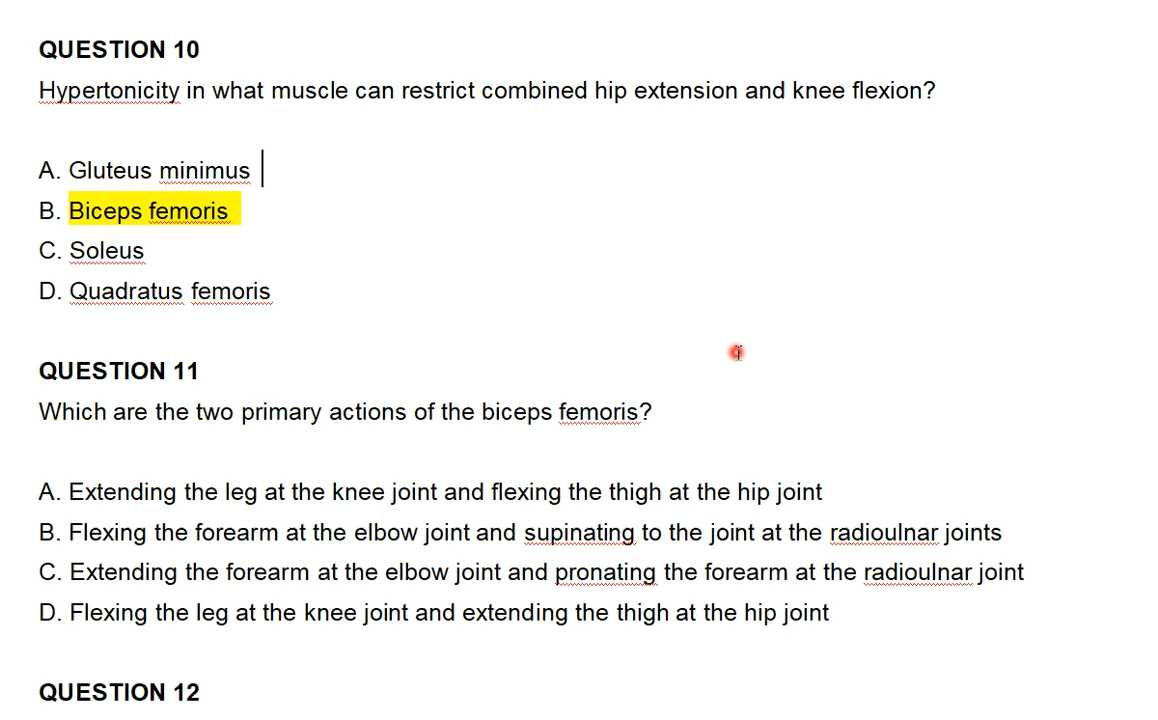 QUESTION 10
Hypertonicity in what muscle can restrict combined hip extension and knee flexion?
A. Gluteus minimus
B. Biceps femoris
C. Soleus
D. Quadratus femoris
QUESTION 11
Which are the two primary actions of the biceps femoris?
A. Extending the leg at the knee joint and flexing the thigh at the hip joint
B. Flexing the forearm at the elbow joint and supinating to the joint at the radioulnar joints
C. Extending the forearm at the elbow joint and pronating the forearm at the radioulnar joint
D. Flexing the leg at the knee joint and extending the thigh at the hip joint
QUESTION 12